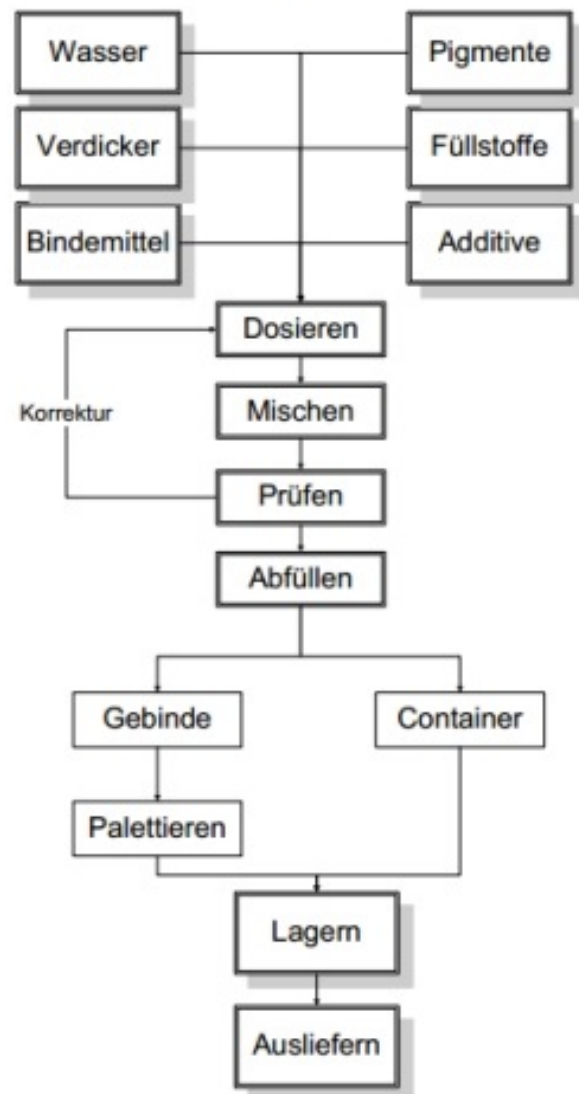 Wasser
Pigmente
Verdicker
Füllstoffe
Bindemittel
Additive
Dosieren
Korrektur
Mischen
Prüfen
Abfüllen
Gebinde
Container
Palettieren
Lagern
Ausliefern